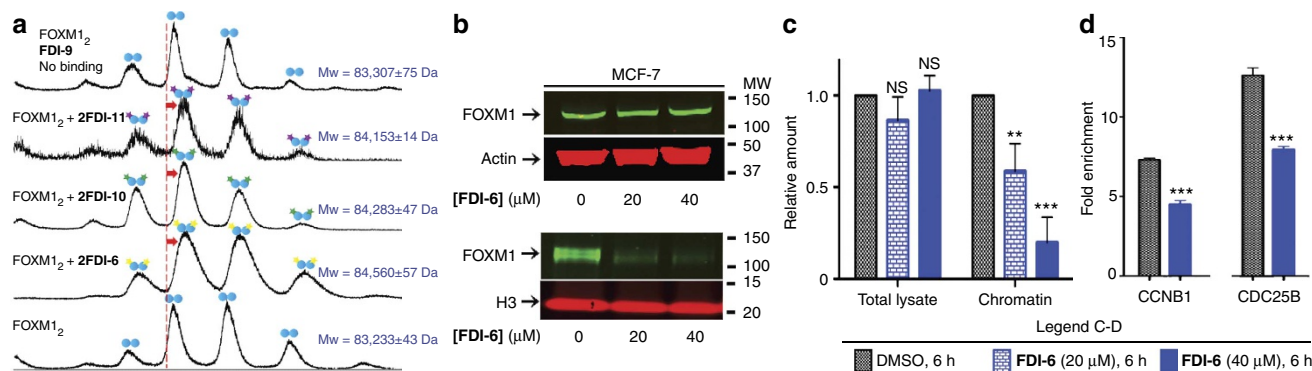 a
FOXM1₂
FDI-9
No binding
Mw = 83,307±75 Da
FOXM1₂ + 2FDI-11
Mw = 84,153±14 Da
FOXM1₂ + 2FDI-10
Mw = 84,283±47 Da
FOXM1₂ + 2FDI-6
Mw = 84,560±57 Da
FOXM1₂
Mw = 83,233±43 Da
b
MCF-7
MW
FOXM1
150
100
50
Actin
37
[FDI-6] (μM)
0 20 40
FOXM1
150
100
15
H3
20
[FDI-6] (μM)
0 20 40
c
Relative amount
1.0
0.5
0
NS
NS
**
***
Total lysate
Chromatin
d
Fold enrichment
15
10
5
0
***
***
CCNB1
CDC25B
Legend C-D
DMSO, 6 h
FDI-6 (20 μM), 6 h
FDI-6 (40 μM), 6 h